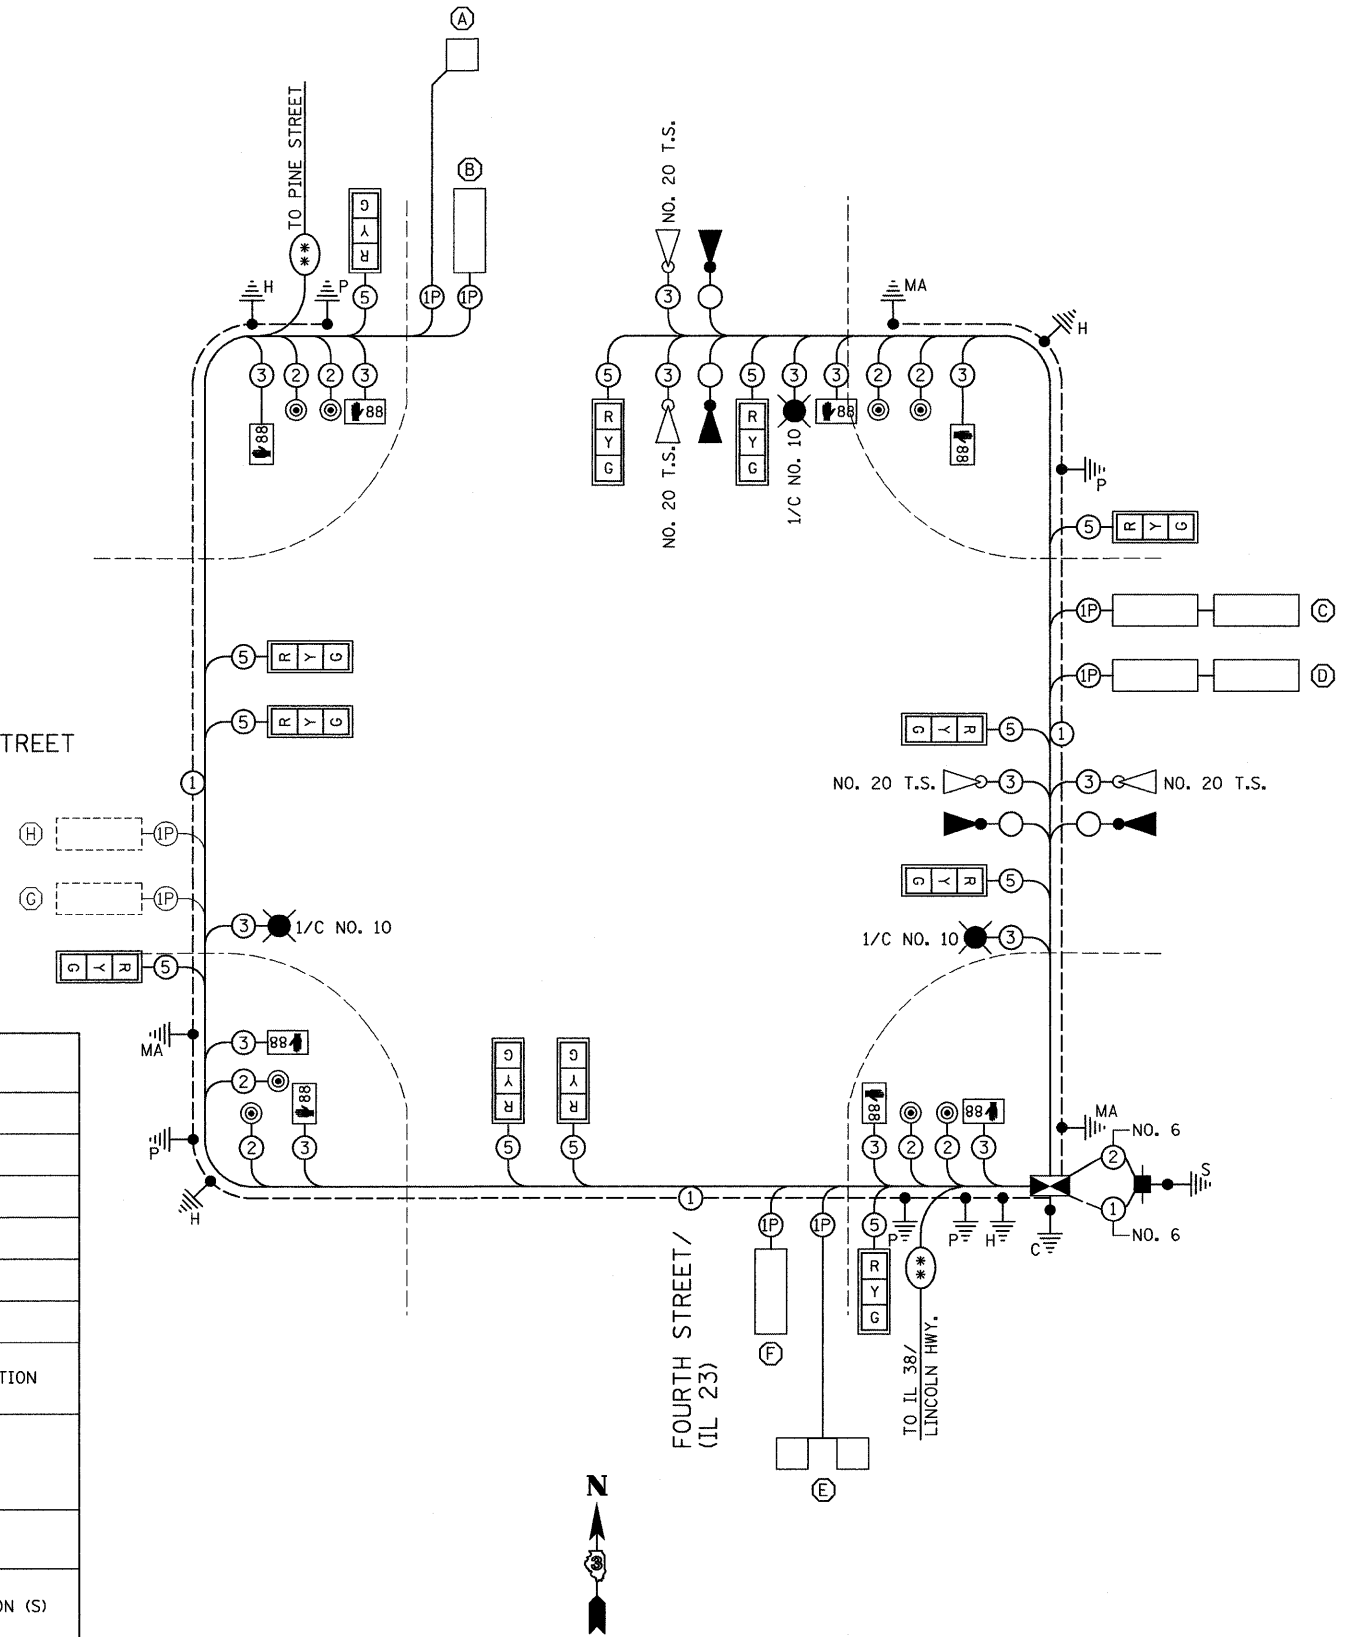 A
TO PINE STREET
**
B
G
Y
R
NO. 20 T.S.
H
P
5
1P
1P
3
MA
H
3
2
2
3
5
3
5
3
3
2
2
3
88
88
R
Y
G
NO. 20 T.S.
R
Y
G
1/C NO. 10
88
88
P
5
R Y G
1P
C
5
R Y G
1P
D
5
R Y G
R Y G
5
1
TREET
1
NO. 20 T.S.
3
3
NO. 20 T.S.
H
1P
G
1P
R Y G
5
3
1/C NO. 10
1/C NO. 10
3
R Y G
5
MA
3
88
G
Y
R
G
Y
R
2
88
88
88
MA
NO. 6
P
2
3
5
5
3
2
2
3
2
S
H
1
1
NO. 6
1P
1P
5
P
P
H
C
R
Y
G
**
F
FOURTH STREET/
(IL 23)
TO IL 38/
LINCOLN HWY.
TION
E
N
3
ON (S)